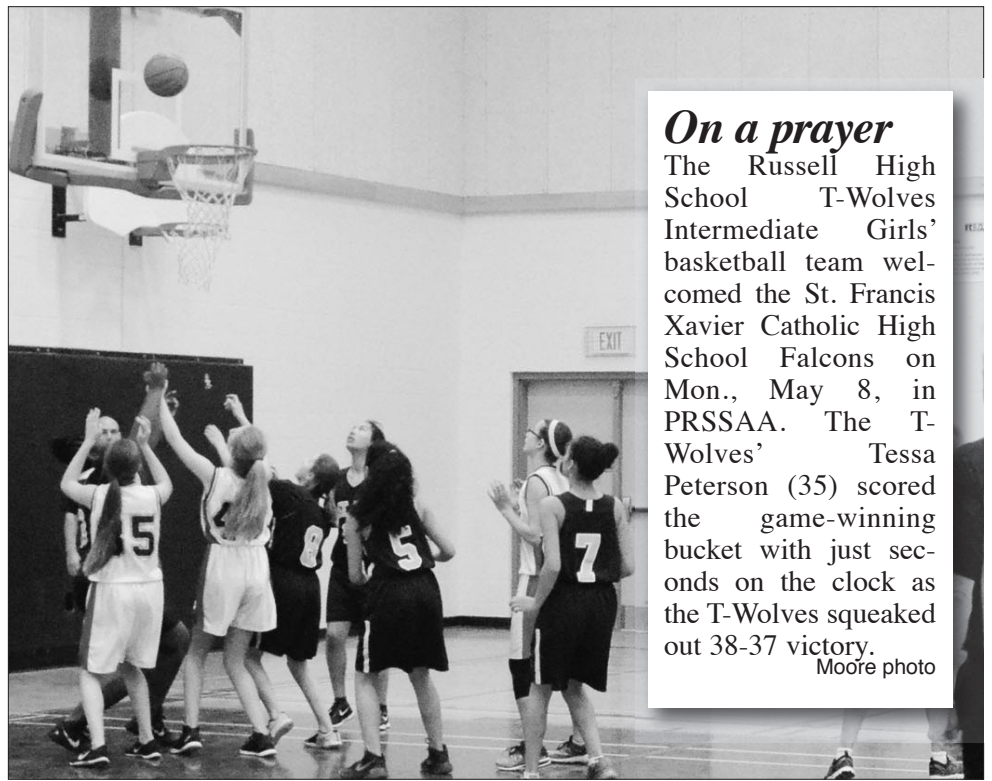 On a prayer
The Russell High
School T-Wolves
Intermediate Girls'
basketball team wel-
comed the St. Francis
Xavier Catholic High
School Falcons on
Mon., May 8, in
PRSSAA. The T-
Wolves' Tessa
Peterson (35) scored
the game-winning
bucket with just sec-
onds on the clock as
the T-Wolves squeaked
out 38-37 victory.
Moore photo
EXIT
5
8
5
7